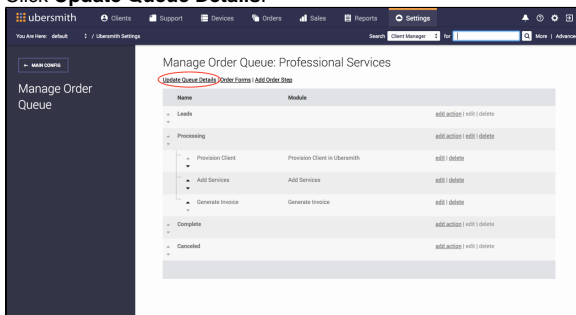 Click Update Queue Details.
ubersmith Clients Support Devices Orders Sales Reports Settings
You Are Here: default / Ubersmith Settings Search Client Manager for More | Advance
← MAIN CONFIG
Manage Order Queue
Manage Order Queue: Professional Services
Update Queue Details | Order Forms | Add Order Step
Name Module
Leads add action | edit | delete
Processing add action | edit | delete
Provision Client Provision Client in Ubersmith edit | delete
Add Services Add Services edit | delete
Generate Invoice Generate Invoice edit | delete
Complete add action | edit | delete
Canceled add action | edit | delete